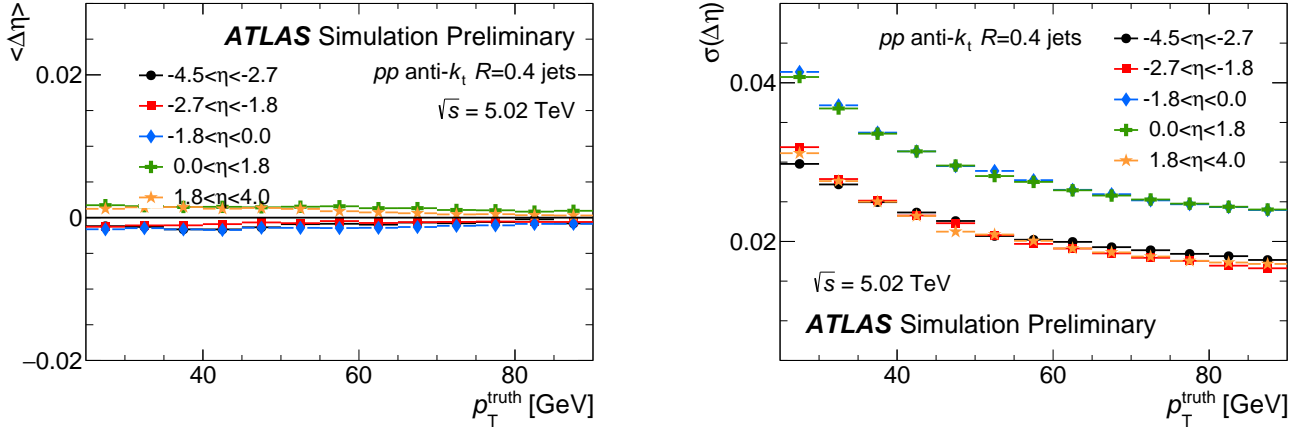 <Δη>
ATLAS Simulation Preliminary
pp anti-kt R=0.4 jets
√s = 5.02 TeV
-4.5<η<-2.7
-2.7<η<-1.8
-1.8<η<0.0
0.0<η<1.8
1.8<η<4.0
0.02
0
−0.02
40 60 80
pTtruth [GeV]
σ(Δη)
pp anti-kt R=0.4 jets
-4.5<η<-2.7
-2.7<η<-1.8
-1.8<η<0.0
0.0<η<1.8
1.8<η<4.0
0.04
0.02
√s = 5.02 TeV
ATLAS Simulation Preliminary
40 60 80
pTtruth [GeV]